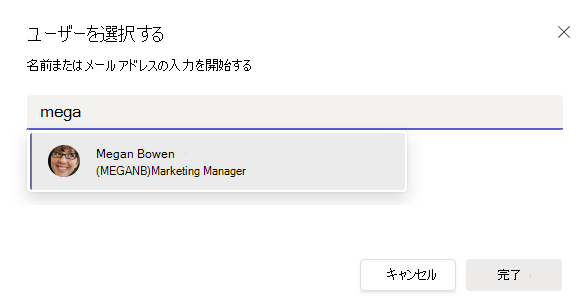 ユーザーを選択する
名前またはメール アドレスの入力を開始する
mega
Megan Bowen
(MEGANB)Marketing Manager
キャンセル
完了